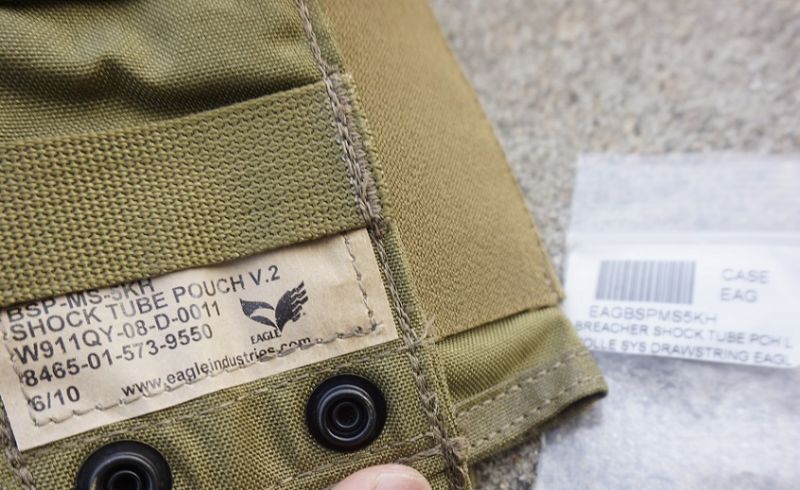 BSP-MS-5KH
SHOCK TUBE POUCH V.2
W911QY-08-D-0011
8465-01-573-9550
6/10
EAGLE
www.eagleindustries.com
CASE
EAG
EAGBSPMS5KH
BREACHER SHOCK TUBE PCH L
OLLE SYS DRAWSTRING EAGL